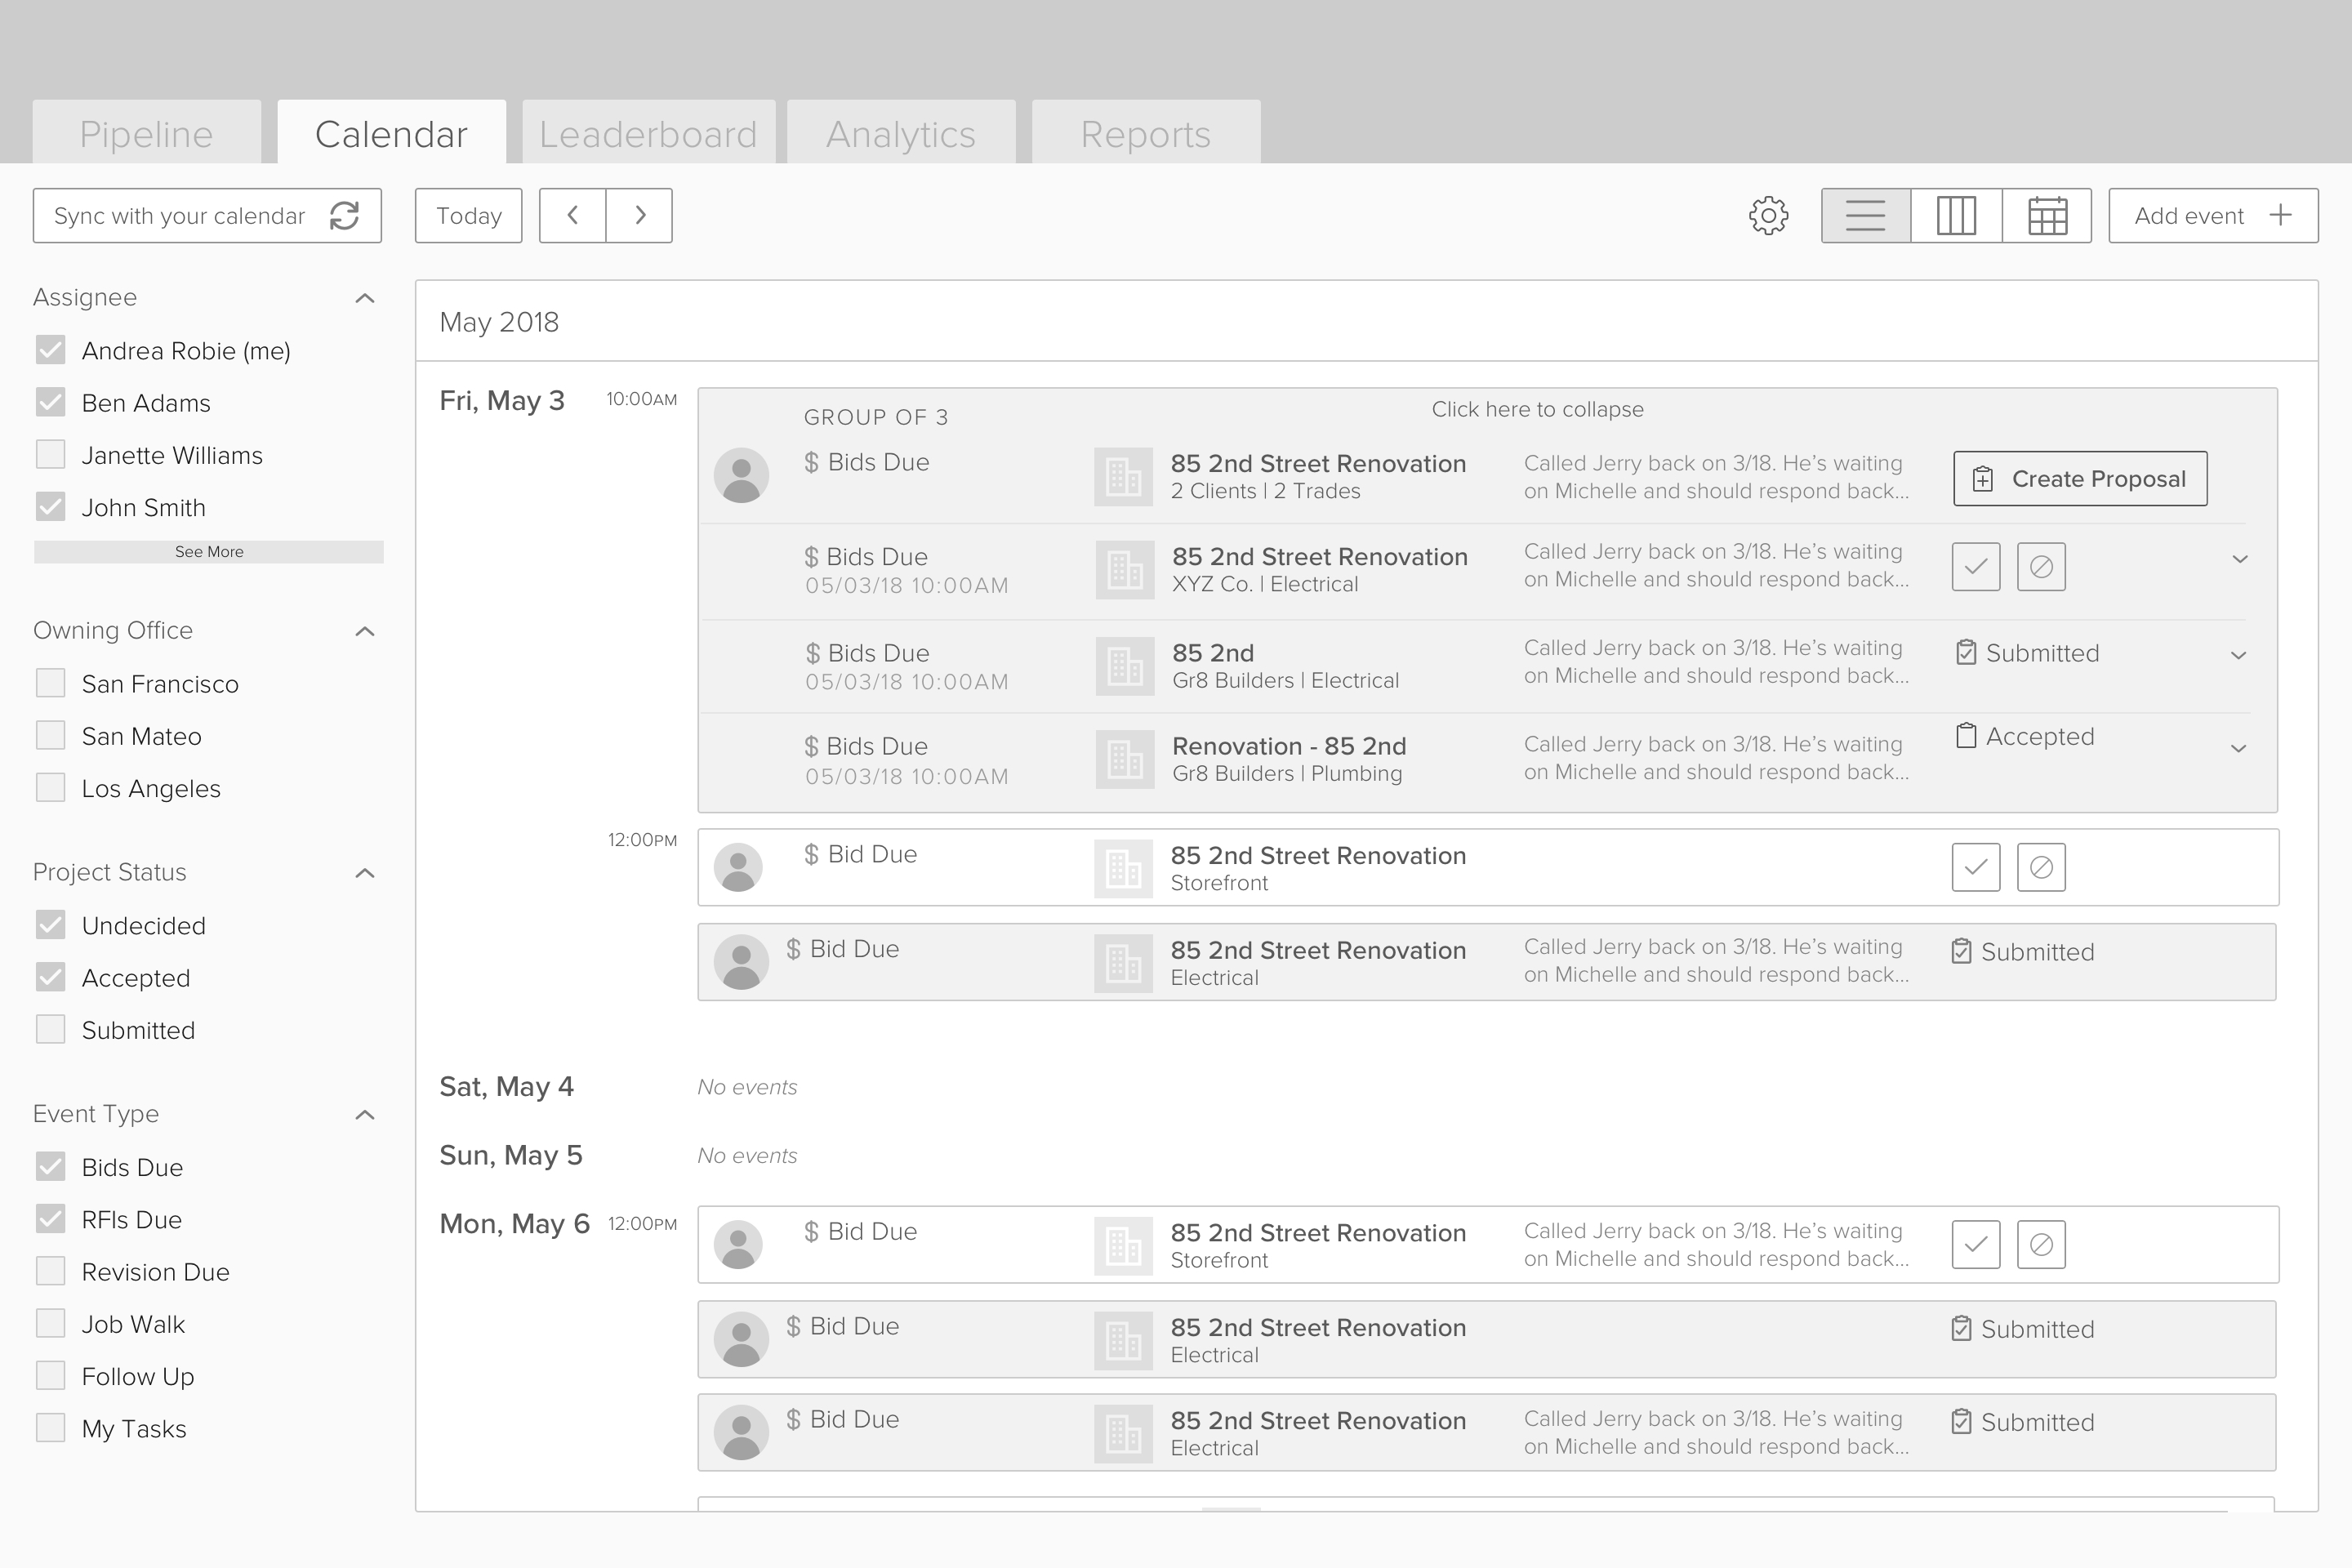 Pipeline
Calendar
Leaderboard
Analytics
Reports
Sync with your calendar
Today
Add event
Assignee
Andrea Robie (me)
Ben Adams
Janette Williams
John Smith
See More
Owning Office
San Francisco
San Mateo
Los Angeles
Project Status
Undecided
Accepted
Submitted
Event Type
Bids Due
RFIs Due
Revision Due
Job Walk
Follow Up
My Tasks
May 2018
Fri, May 3
10:00AM
GROUP OF 3
Click here to collapse
$ Bids Due
85 2nd Street Renovation
2 Clients | 2 Trades
Called Jerry back on 3/18. He's waiting
on Michelle and should respond back...
Create Proposal
$ Bids Due
05/03/18 10:00AM
85 2nd Street Renovation
XYZ Co. | Electrical
Called Jerry back on 3/18. He's waiting
on Michelle and should respond back...
$ Bids Due
05/03/18 10:00AM
85 2nd
Gr8 Builders | Electrical
Called Jerry back on 3/18. He's waiting
on Michelle and should respond back...
Submitted
$ Bids Due
05/03/18 10:00AM
Renovation - 85 2nd
Gr8 Builders | Plumbing
Called Jerry back on 3/18. He's waiting
on Michelle and should respond back...
Accepted
12:00PM
$ Bid Due
85 2nd Street Renovation
Storefront
$ Bid Due
85 2nd Street Renovation
Electrical
Called Jerry back on 3/18. He's waiting
on Michelle and should respond back...
Submitted
Sat, May 4
No events
Sun, May 5
No events
Mon, May 6
12:00PM
$ Bid Due
85 2nd Street Renovation
Storefront
Called Jerry back on 3/18. He's waiting
on Michelle and should respond back...
$ Bid Due
85 2nd Street Renovation
Electrical
Submitted
$ Bid Due
85 2nd Street Renovation
Electrical
Called Jerry back on 3/18. He's waiting
on Michelle and should respond back...
Submitted